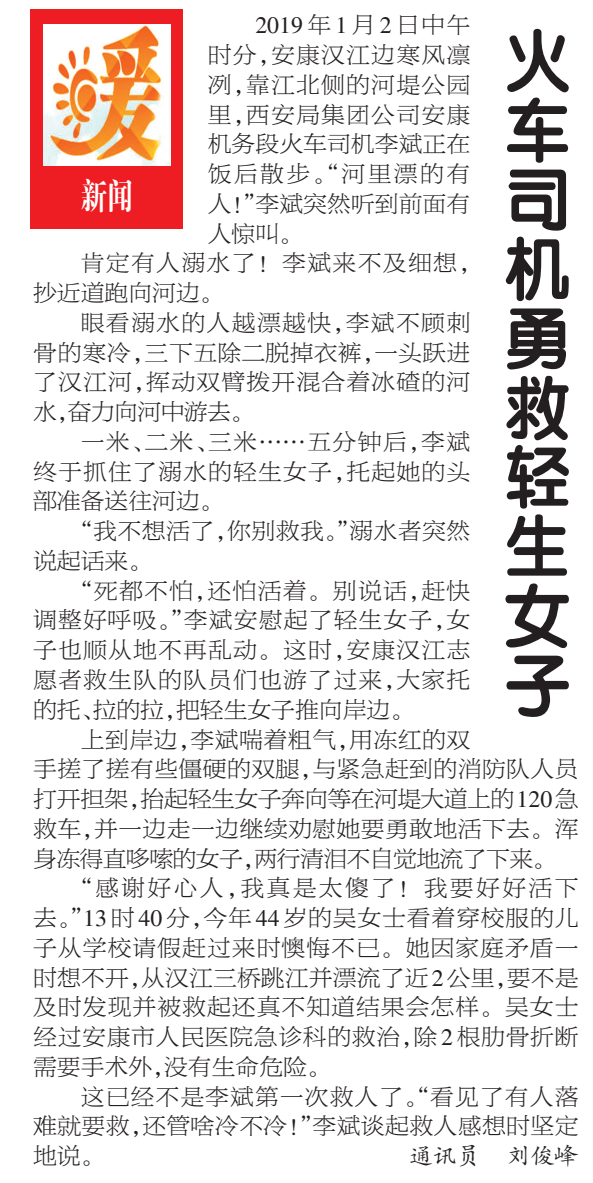 火车司机勇救轻生女子
暖
新闻
2019年1月2日中午
时分,安康汉江边寒风凛
冽,靠江北侧的河堤公园
里,西安局集团公司安康
机务段火车司机李斌正在
饭后散步。“河里漂的有
人!”李斌突然听到前面有
人惊叫。
肯定有人溺水了! 李斌来不及细想,
抄近道跑向河边。
眼看溺水的人越漂越快,李斌不顾刺
骨的寒冷,三下五除二脱掉衣裤,一头跃进
了汉江河,挥动双臂拨开混合着冰碴的河
水,奋力向河中游去。
一米、二米、三米……五分钟后,李斌
终于抓住了溺水的轻生女子,托起她的头
部准备送往河边。
“我不想活了,你别救我。”溺水者突然
说起话来。
“死都不怕,还怕活着。别说话,赶快
调整好呼吸。”李斌安慰起了轻生女子,女
子也顺从地不再乱动。这时,安康汉江志
愿者救生队的队员们也游了过来,大家托
的托、拉的拉,把轻生女子推向岸边。
上到岸边,李斌喘着粗气,用冻红的双
手搓了搓有些僵硬的双腿,与紧急赶到的消防队人员
打开担架,抬起轻生女子奔向等在河堤大道上的120急
救车,并一边走一边继续劝慰她要勇敢地活下去。浑
身冻得直哆嗦的女子,两行清泪不自觉地流了下来。
“感谢好心人,我真是太傻了! 我要好好活下
去。”13时40分,今年44岁的吴女士看着穿校服的儿
子从学校请假赶过来时懊悔不已。她因家庭矛盾一
时想不开,从汉江三桥跳江并漂流了近2公里,要不是
及时发现并被救起还真不知道结果会怎样。吴女士
经过安康市人民医院急诊科的救治,除2根肋骨折断
需要手术外,没有生命危险。
这已经不是李斌第一次救人了。“看见了有人落
难就要救,还管啥冷不冷!”李斌谈起救人感想时坚定
地说。 通讯员 刘俊峰